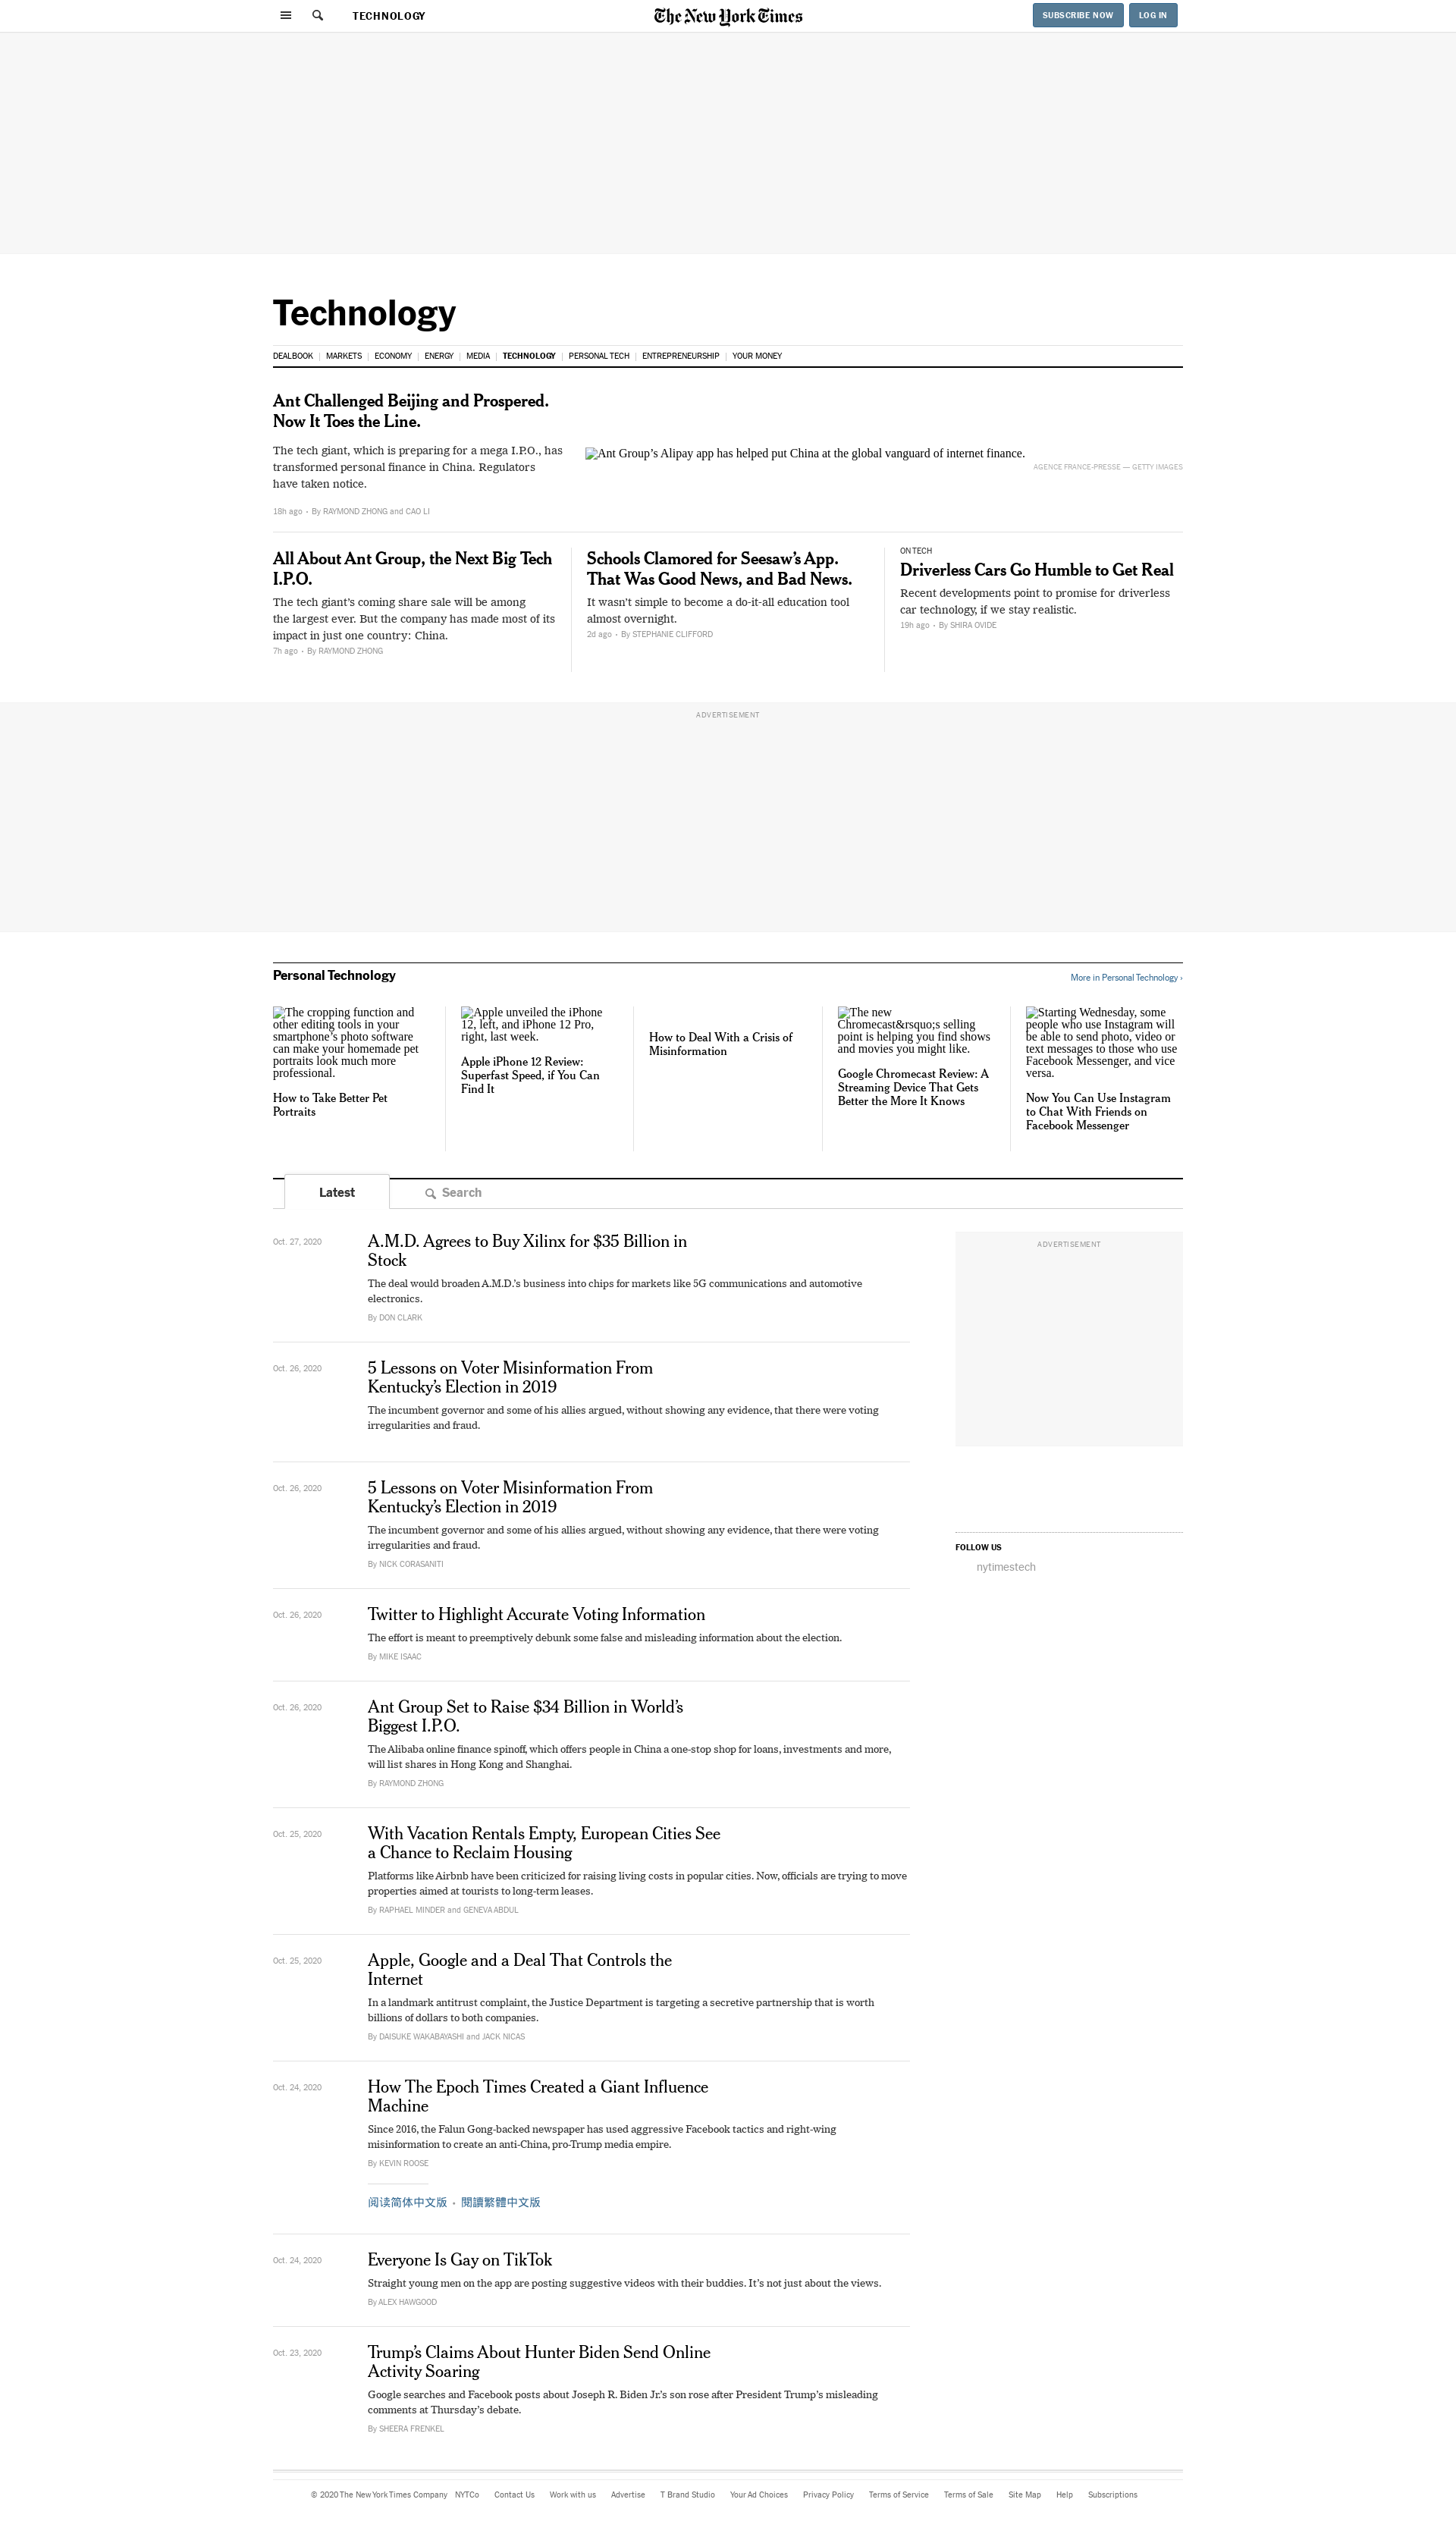 TECHNOLOGY
The New York Times
SUBSCRIBE NOW
LOG IN
Technology
DEALBOOK
MARKETS
ECONOMY
ENERGY
MEDIA
TECHNOLOGY
PERSONAL TECH
ENTREPRENEURSHIP
YOUR MONEY
Ant Challenged Beijing and Prospered.
Now It Toes the Line.
The tech giant, which is preparing for a mega I.P.O., has
transformed personal finance in China. Regulators
have taken notice.
18h ago • By RAYMOND ZHONG and CAO LI
Ant Group’s Alipay app has helped put China at the global vanguard of internet finance.
AGENCE FRANCE-PRESSE — GETTY IMAGES
All About Ant Group, the Next Big Tech
I.P.O.
The tech giant’s coming share sale will be among
the largest ever. But the company has made most of its
impact in just one country: China.
7h ago • By RAYMOND ZHONG
Schools Clamored for Seesaw’s App.
That Was Good News, and Bad News.
It wasn’t simple to become a do-it-all education tool
almost overnight.
2d ago • By STEPHANIE CLIFFORD
ON TECH
Driverless Cars Go Humble to Get Real
Recent developments point to promise for driverless
car technology, if we stay realistic.
19h ago • By SHIRA OVIDE
ADVERTISEMENT
Personal Technology
More in Personal Technology ›
The cropping function and
other editing tools in your
smartphone’s photo software
can make your homemade pet
portraits look much more
professional.
How to Take Better Pet
Portraits
Apple unveiled the iPhone
12, left, and iPhone 12 Pro,
right, last week.
Apple iPhone 12 Review:
Superfast Speed, if You Can
Find It
How to Deal With a Crisis of
Misinformation
The new
Chromecast&rsquo;s selling
point is helping you find shows
and movies you might like.
Google Chromecast Review: A
Streaming Device That Gets
Better the More It Knows
Starting Wednesday, some
people who use Instagram will
be able to send photo, video or
text messages to those who use
Facebook Messenger, and vice
versa.
Now You Can Use Instagram
to Chat With Friends on
Facebook Messenger
Latest
Search
Oct. 27, 2020
A.M.D. Agrees to Buy Xilinx for $35 Billion in
Stock
The deal would broaden A.M.D.’s business into chips for markets like 5G communications and automotive
electronics.
By DON CLARK
ADVERTISEMENT
Oct. 26, 2020
5 Lessons on Voter Misinformation From
Kentucky’s Election in 2019
The incumbent governor and some of his allies argued, without showing any evidence, that there were voting
irregularities and fraud.
Oct. 26, 2020
5 Lessons on Voter Misinformation From
Kentucky’s Election in 2019
The incumbent governor and some of his allies argued, without showing any evidence, that there were voting
irregularities and fraud.
By NICK CORASANITI
FOLLOW US
nytimestech
Oct. 26, 2020
Twitter to Highlight Accurate Voting Information
The effort is meant to preemptively debunk some false and misleading information about the election.
By MIKE ISAAC
Oct. 26, 2020
Ant Group Set to Raise $34 Billion in World’s
Biggest I.P.O.
The Alibaba online finance spinoff, which offers people in China a one-stop shop for loans, investments and more,
will list shares in Hong Kong and Shanghai.
By RAYMOND ZHONG
Oct. 25, 2020
With Vacation Rentals Empty, European Cities See
a Chance to Reclaim Housing
Platforms like Airbnb have been criticized for raising living costs in popular cities. Now, officials are trying to move
properties aimed at tourists to long-term leases.
By RAPHAEL MINDER and GENEVA ABDUL
Oct. 25, 2020
Apple, Google and a Deal That Controls the
Internet
In a landmark antitrust complaint, the Justice Department is targeting a secretive partnership that is worth
billions of dollars to both companies.
By DAISUKE WAKABAYASHI and JACK NICAS
Oct. 24, 2020
How The Epoch Times Created a Giant Influence
Machine
Since 2016, the Falun Gong-backed newspaper has used aggressive Facebook tactics and right-wing
misinformation to create an anti-China, pro-Trump media empire.
By KEVIN ROOSE
阅读简体中文版 • 閱讀繁體中文版
Oct. 24, 2020
Everyone Is Gay on TikTok
Straight young men on the app are posting suggestive videos with their buddies. It’s not just about the views.
By ALEX HAWGOOD
Oct. 23, 2020
Trump’s Claims About Hunter Biden Send Online
Activity Soaring
Google searches and Facebook posts about Joseph R. Biden Jr.’s son rose after President Trump’s misleading
comments at Thursday’s debate.
By SHEERA FRENKEL
© 2020 The New York Times Company
NYTCo
Contact Us
Work with us
Advertise
T Brand Studio
Your Ad Choices
Privacy Policy
Terms of Service
Terms of Sale
Site Map
Help
Subscriptions